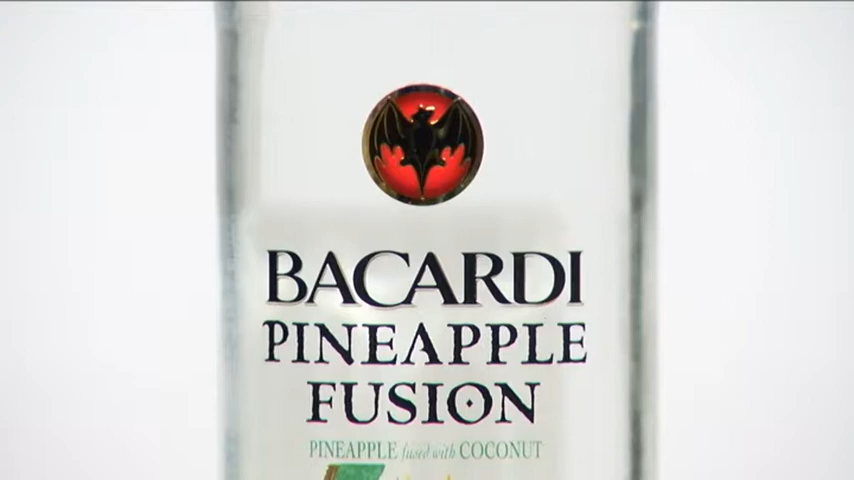 BACARDI
PINEAPPLE
FUSION
PINEAPPLE fused with COCONUT